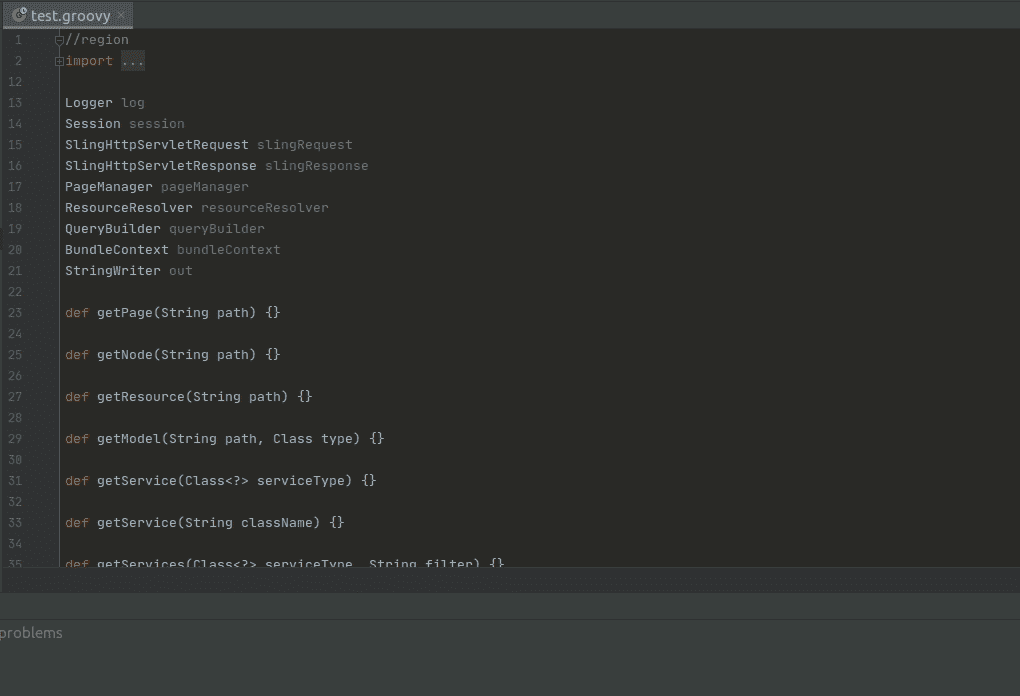 test.groovy
1 //region
2 import ...
12
13 Logger log
14 Session session
15 SlingHttpServletRequest slingRequest
16 SlingHttpServletResponse slingResponse
17 PageManager pageManager
18 ResourceResolver resourceResolver
19 QueryBuilder queryBuilder
20 BundleContext bundleContext
21 StringWriter out
22
23 def getPage(String path) {}
24
25 def getNode(String path) {}
26
27 def getResource(String path) {}
28
29 def getModel(String path, Class type) {}
30
31 def getService(Class<?> serviceType) {}
32
33 def getService(String className) {}
34
35 def getServices(Class<?> serviceType, String filter) {}
problems